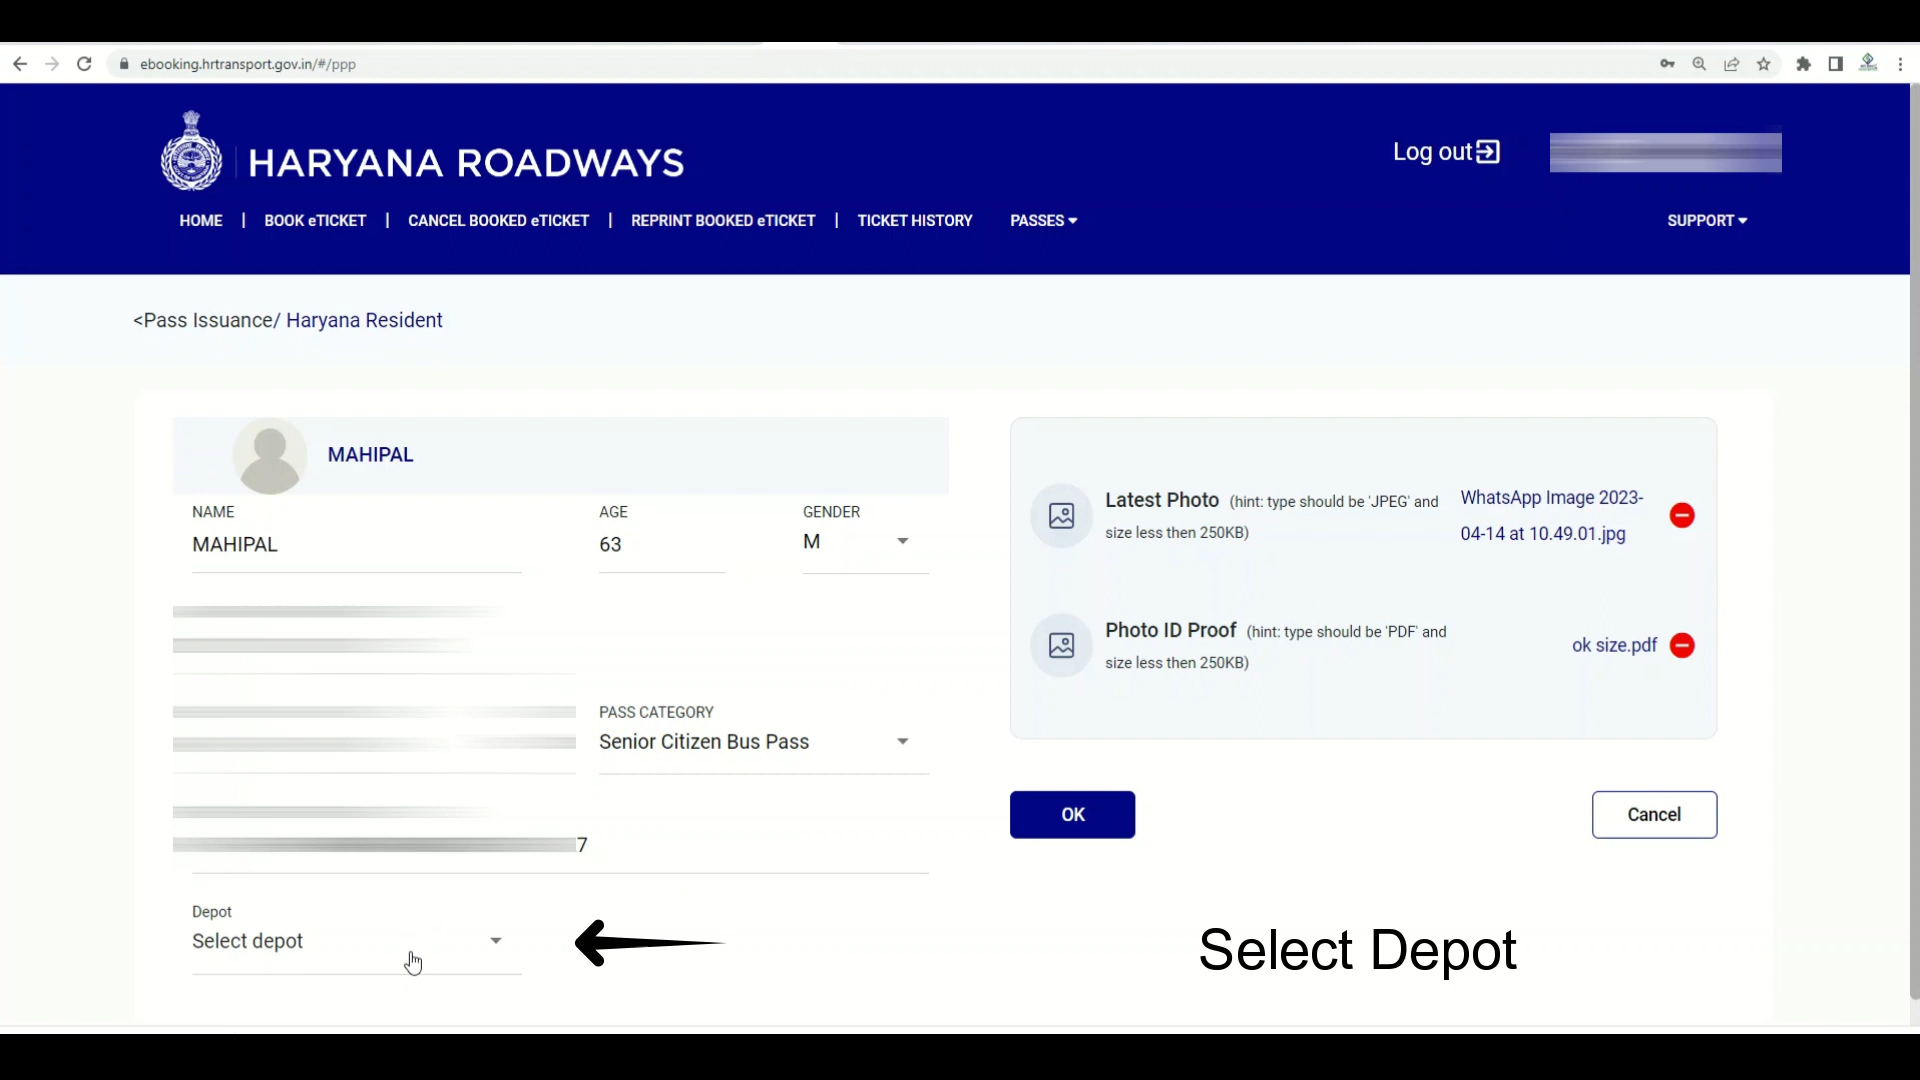 ebooking.hrtransport.gov.in/#/ppp
HARYANA ROADWAYS
Log out
HOME | BOOK eTICKET | CANCEL BOOKED eTICKET | REPRINT BOOKED eTICKET | TICKET HISTORY PASSES SUPPORT
<Pass Issuance/ Haryana Resident
MAHIPAL
NAME AGE GENDER
MAHIPAL 63 M
PASS CATEGORY
Senior Citizen Bus Pass
7
Depot
Select depot
Latest Photo (hint: type should be 'JPEG' and
size less then 250KB)
WhatsApp Image 2023-
04-14 at 10.49.01.jpg
Photo ID Proof (hint: type should be 'PDF' and
size less then 250KB)
ok size.pdf
OK Cancel
Select Depot